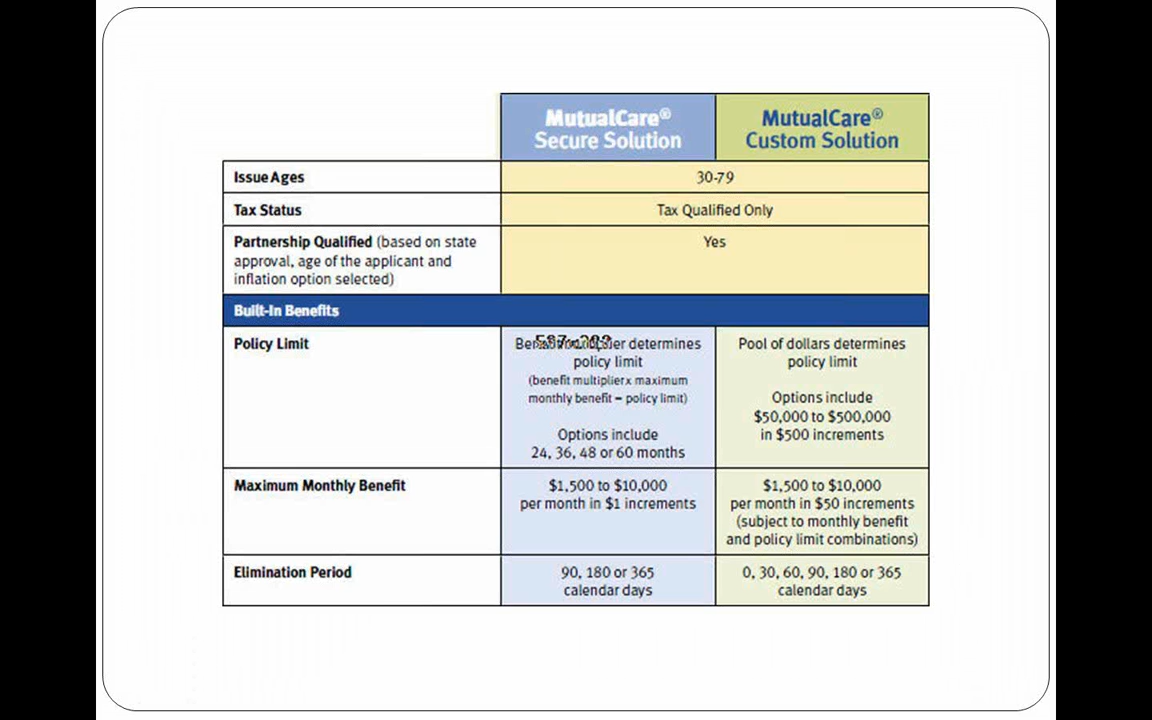 MutualCare® Secure Solution
MutualCare® Custom Solution
Issue Ages
30-79
Tax Status
Tax Qualified Only
Partnership Qualified (based on state
approval, age of the applicant and
inflation option selected)
Yes
Built-In Benefits
Policy Limit
determines
policy limit
(benefit multiplier x maximum
monthly benefit = policy limit)
Options include
24, 36, 48 or 60 months
Pool of dollars determines
policy limit
Options include
$50,000 to $500,000
in $500 increments
Maximum Monthly Benefit
$1,500 to $10,000
per month in $1 increments
$1,500 to $10,000
per month in $50 increments
(subject to monthly benefit
and policy limit combinations)
Elimination Period
90, 180 or 365
calendar days
0, 30, 60, 90, 180 or 365
calendar days